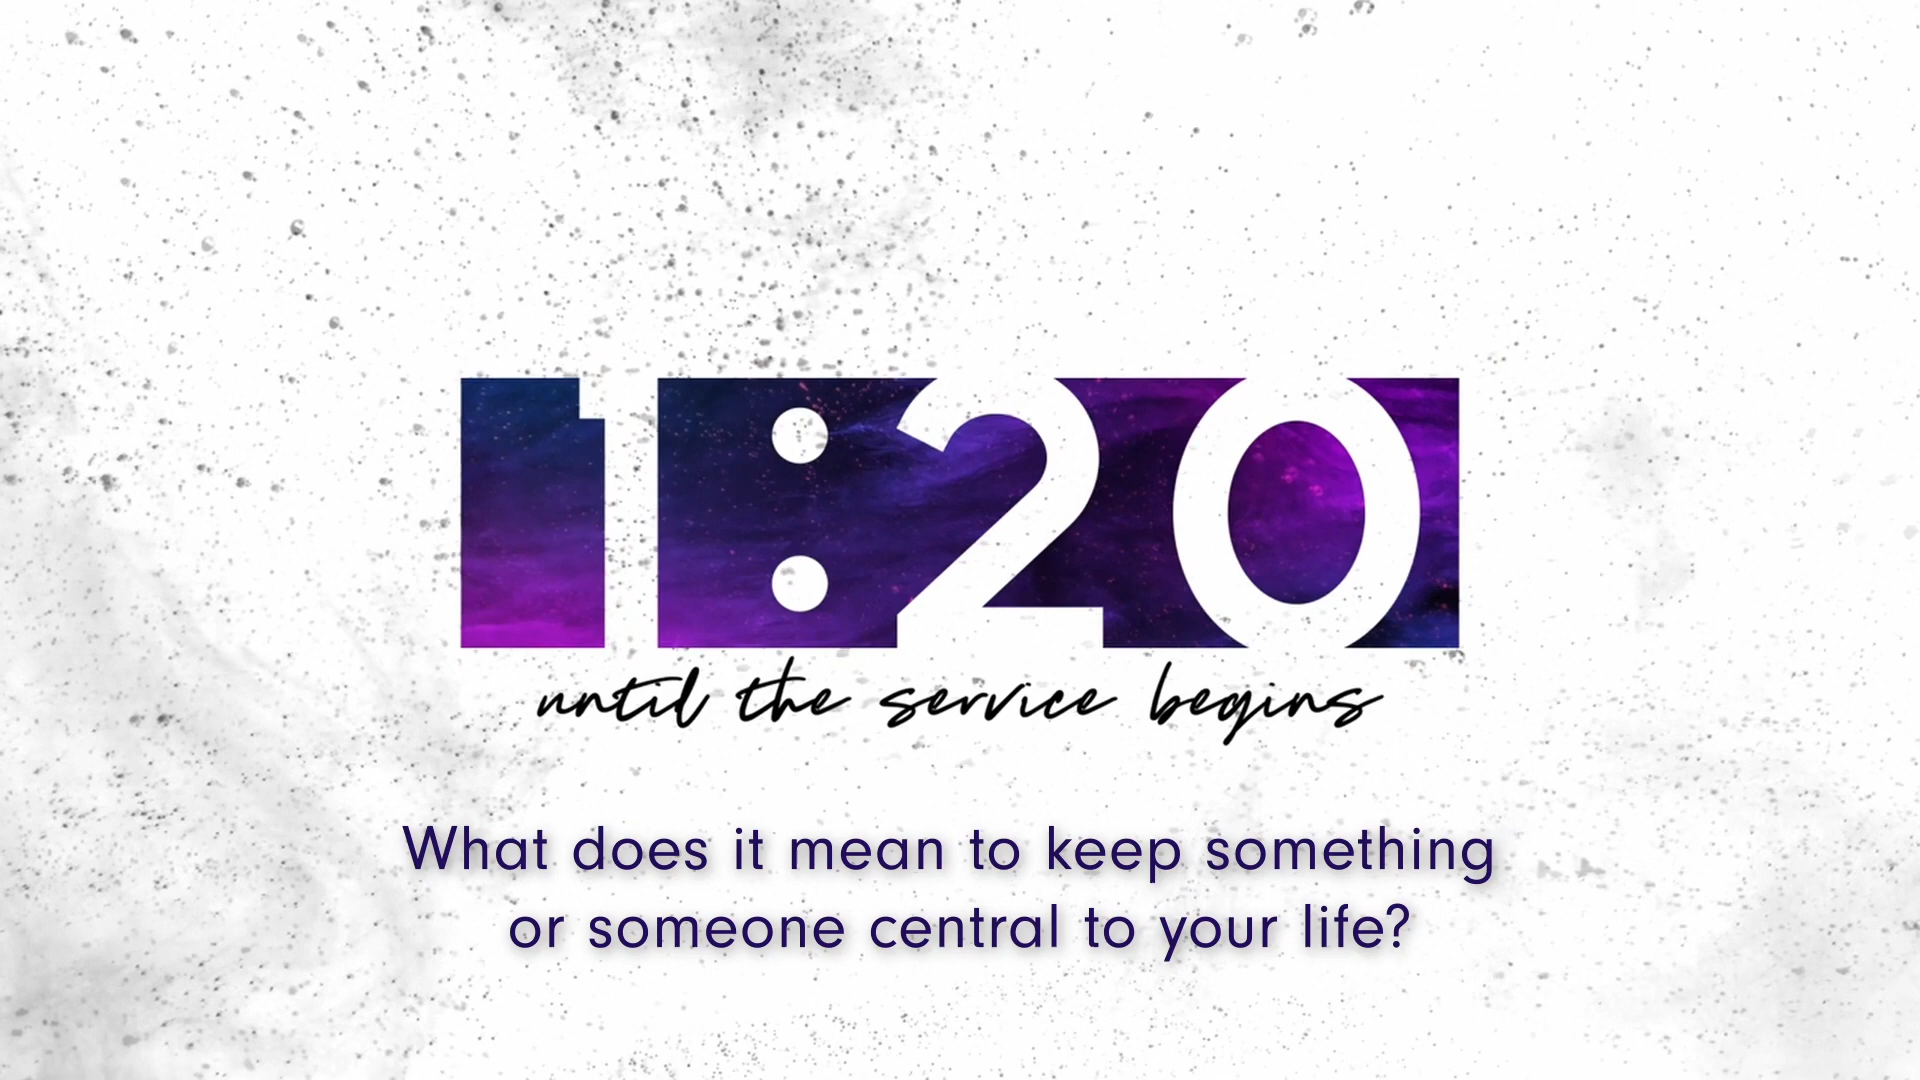 1:20
until the service begins
What does it mean to keep something
or someone central to your life?